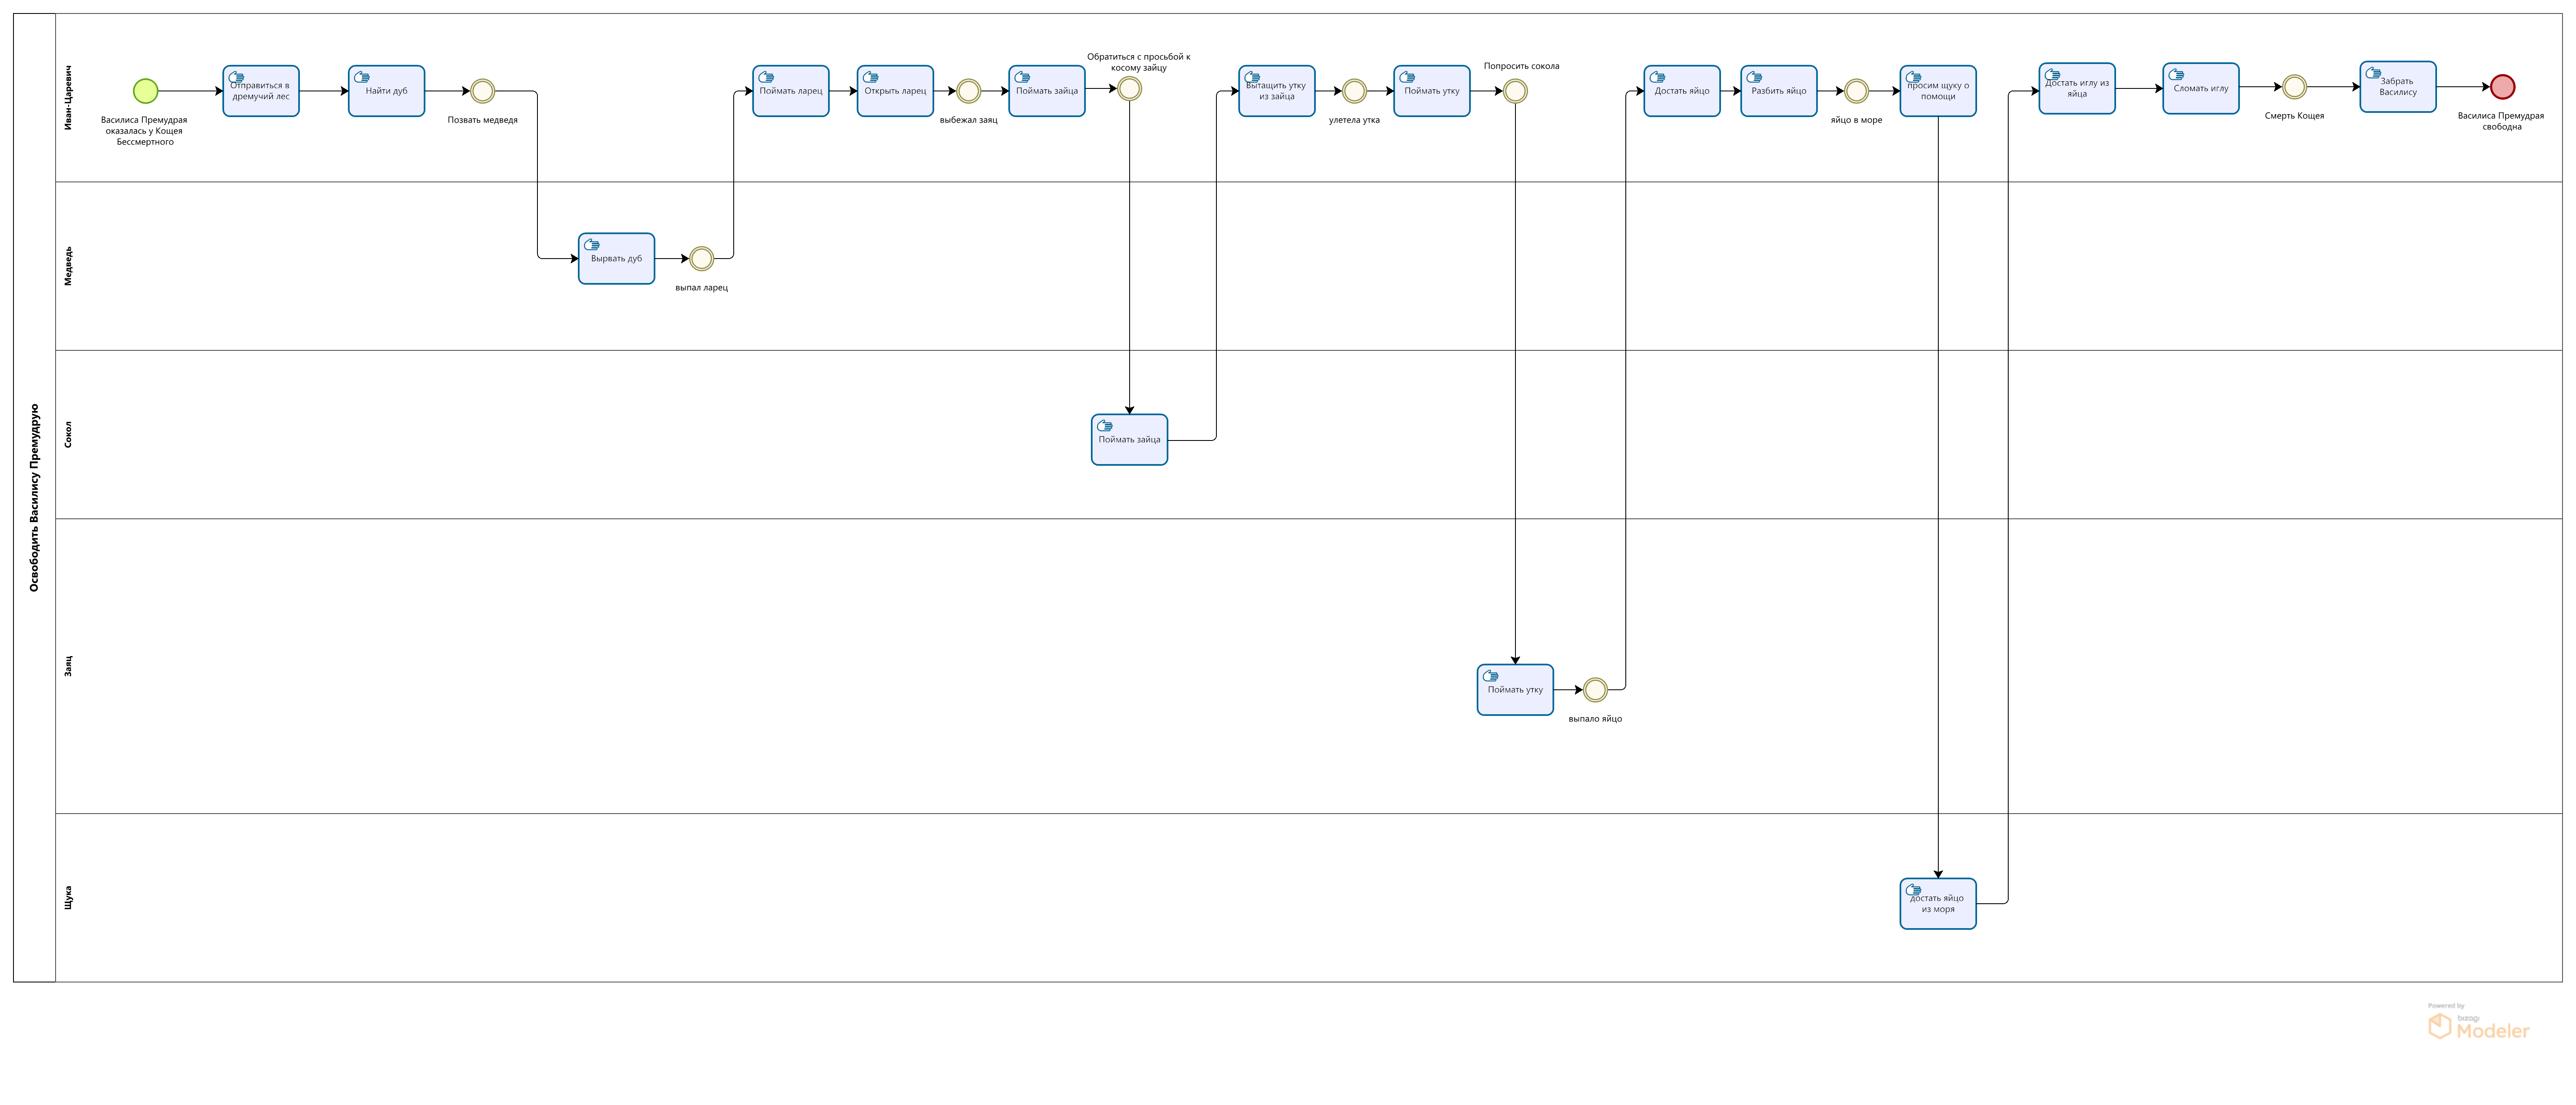 Освободить Василису Премудрую
Иван-Царевич
Василиса Премудрая
оказалась у Кощея
Бессмертного
Отправиться в
дремучий лес
Найти дуб
Позвать медведя
Поймать ларец
Открыть ларец
выбежал заяц
Поймать зайца
Обратиться с просьбой к
косому зайцу
Вытащить утку
из зайца
улетела утка
Поймать утку
Попросить сокола
Достать яйцо
Разбить яйцо
яйцо в море
просим щуку о
помощи
Достать иглу из
яйца
Сломать иглу
Смерть Кощея
Забрать
Василису
Василиса Премудрая
свободна
Медведь
Вырвать дуб
выпал ларец
Сокол
Поймать зайца
Заяц
Поймать утку
выпало яйцо
Щука
достать яйцо
из моря
Powered by
bizagi
Modeler